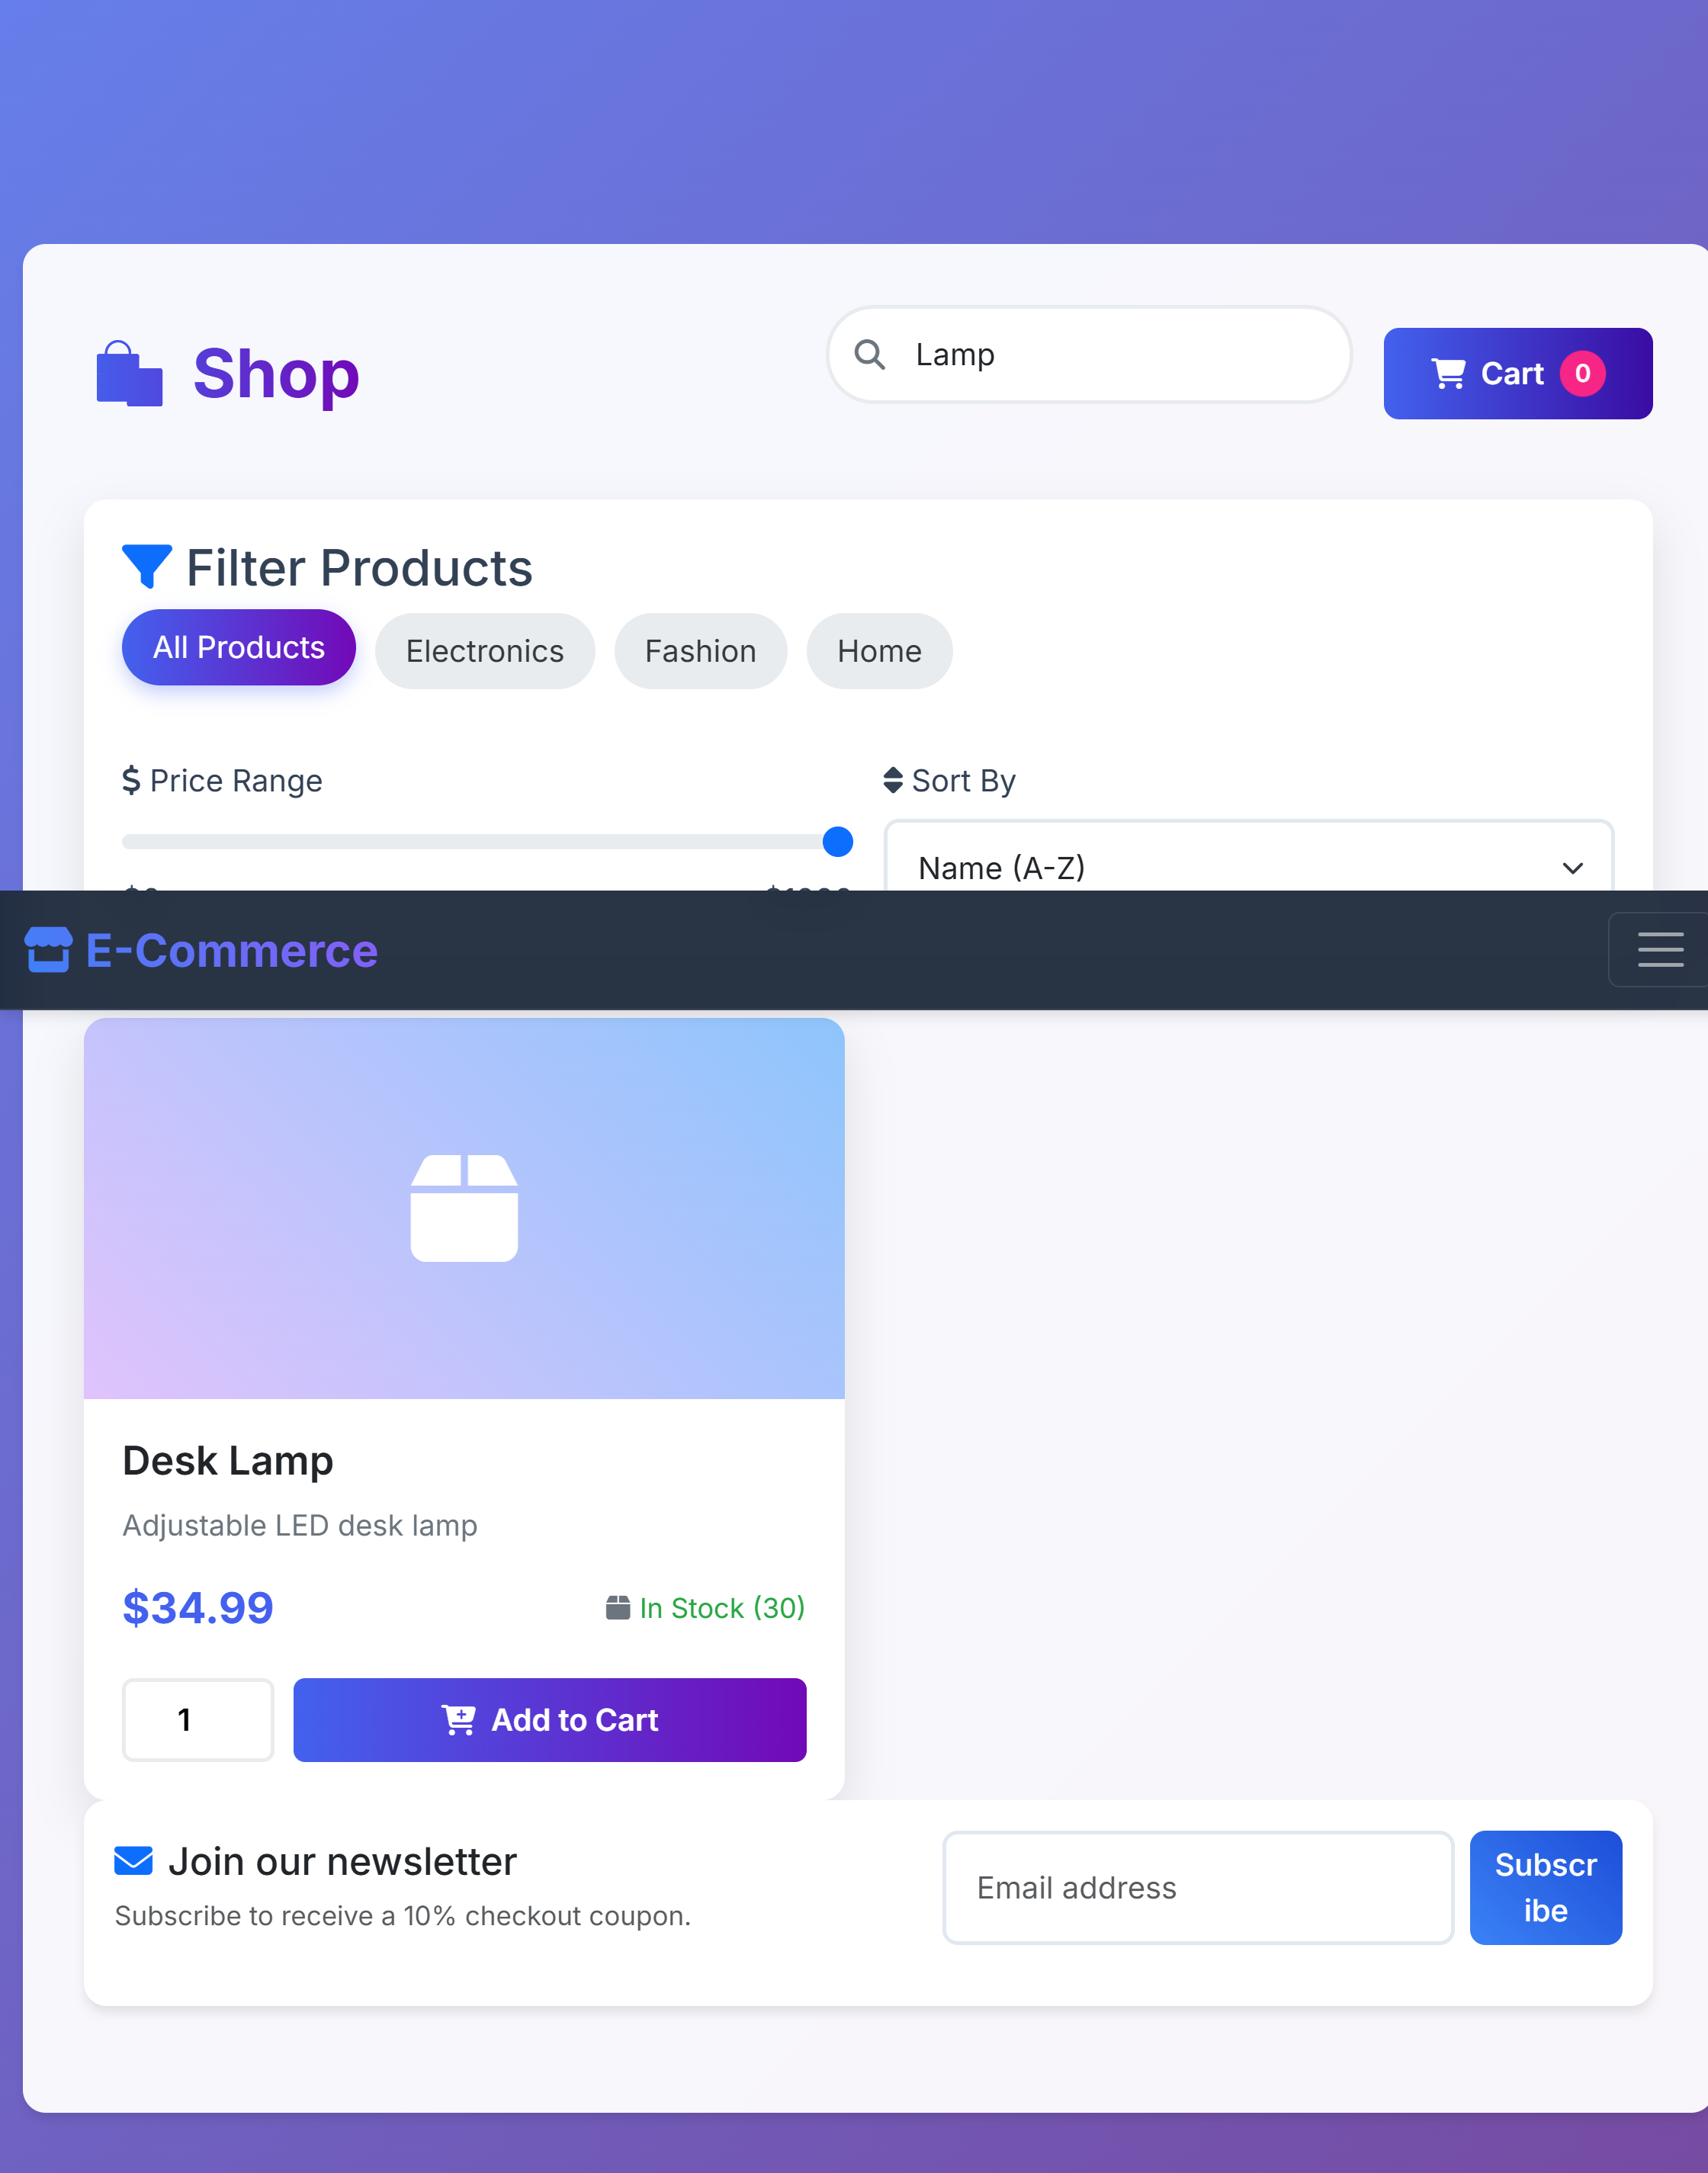 Shop
Lamp
Cart 0
Filter Products
All Products
Electronics
Fashion
Home
$ Price Range
Sort By
Name (A-Z)
E-Commerce
Desk Lamp
Adjustable LED desk lamp
$34.99
In Stock (30)
1
Add to Cart
Join our newsletter
Subscribe to receive a 10% checkout coupon.
Email address
Subscr
ibe